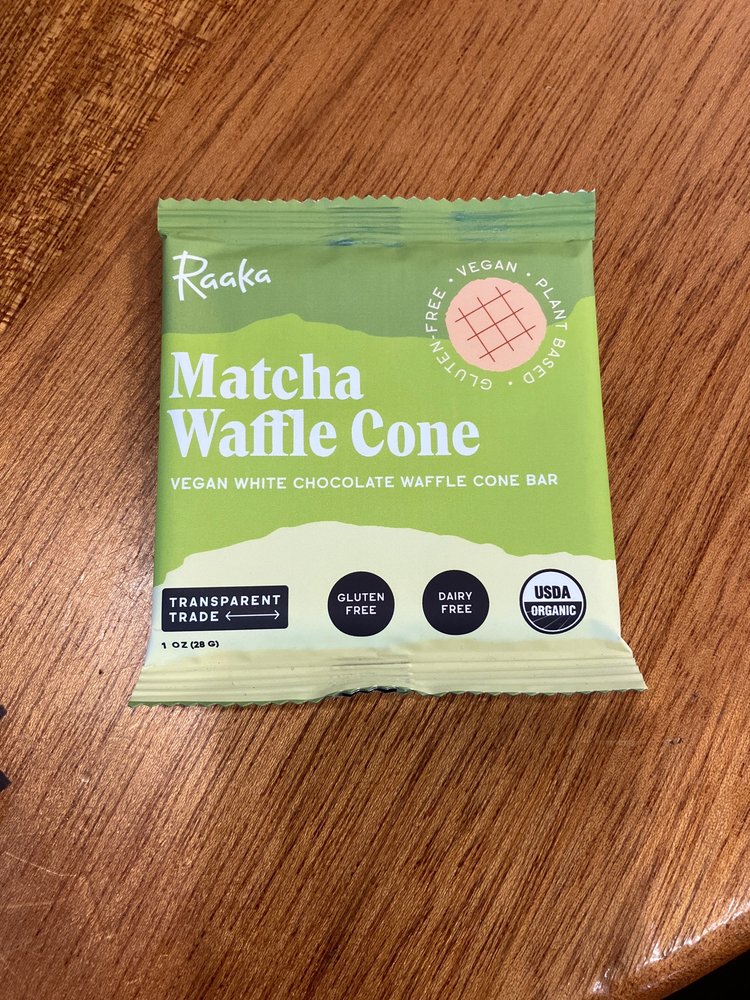 Raaka
GLUTEN-FREE • VEGAN • PLANT BASED •
Matcha
Waffle Cone
VEGAN WHITE CHOCOLATE WAFFLE CONE BAR
TRANSPARENT
TRADE
GLUTEN
FREE
DAIRY
FREE
USDA
ORGANIC
1 OZ (28 G)